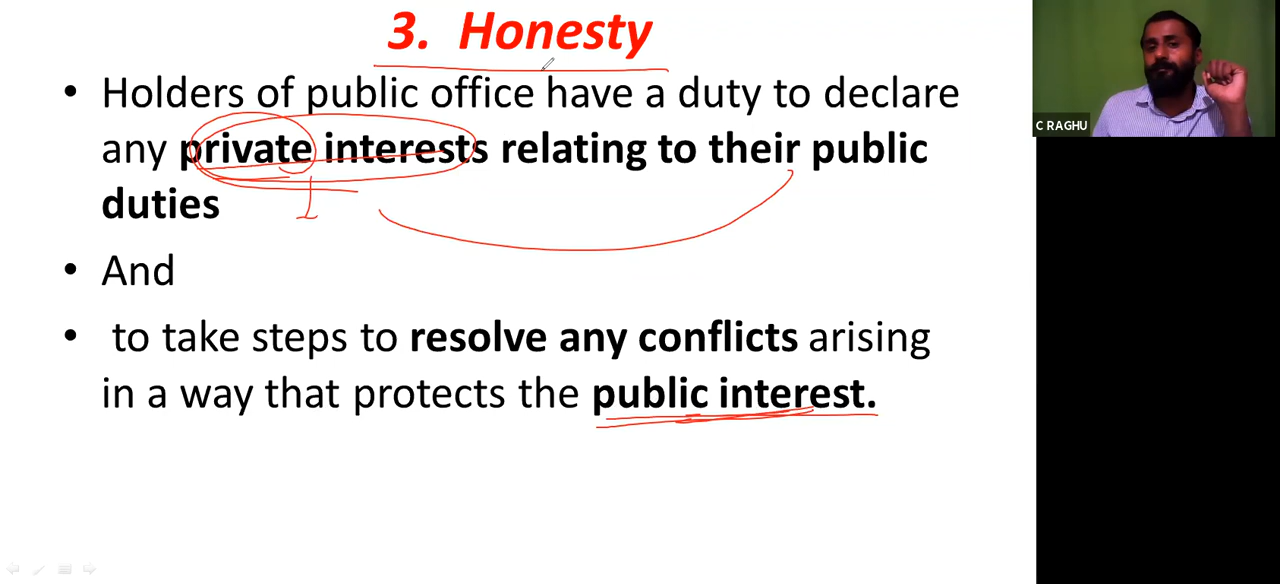 3. Honesty
• Holders of public office have a duty to declare
any private interests relating to their public
duties
• And
• to take steps to resolve any conflicts arising
in a way that protects the public interest.
C RAGHU